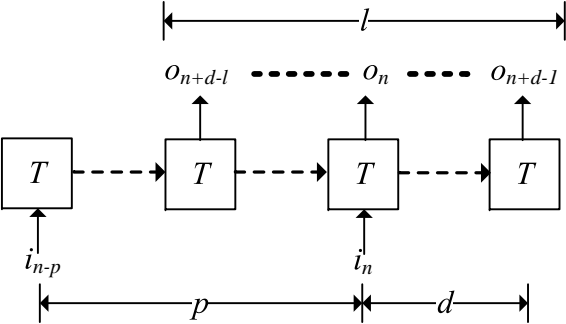 l
o_{n+d-l} o_n o_{n+d-1}
T T T T
i_{n-p} i_n
p d